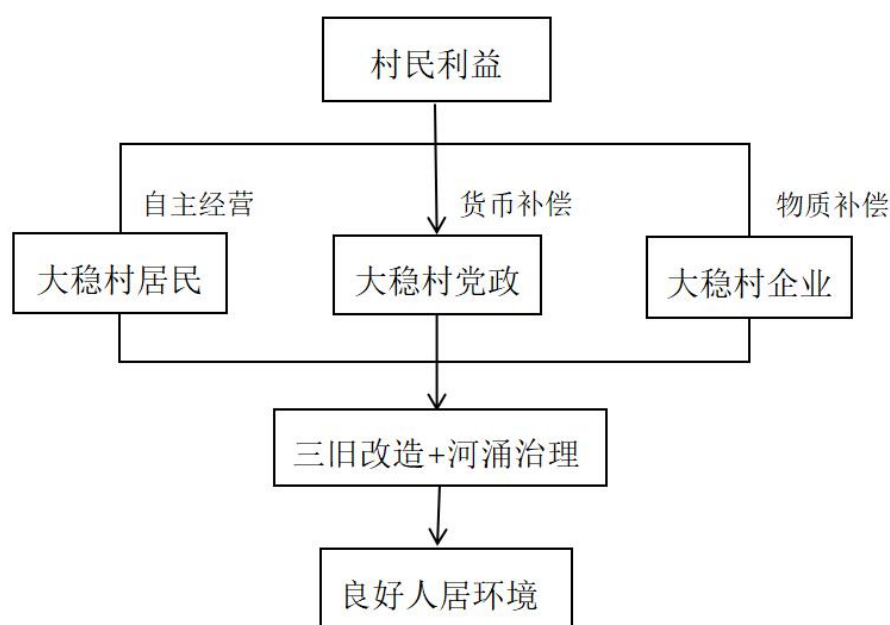 村民利益
自主经营
货币补偿
物质补偿
大稳村居民
大稳村党政
大稳村企业
三旧改造+河涌治理
良好人居环境